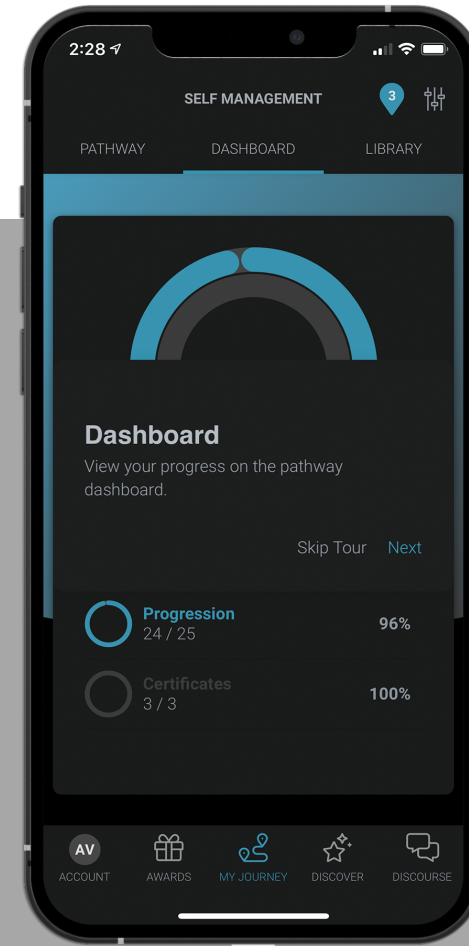 2:28
SELF MANAGEMENT
3
PATHWAY
DASHBOARD
LIBRARY
Dashboard
View your progress on the pathway
dashboard.
Skip Tour
Next
Progression
24 / 25
96%
Certificates
3 / 3
100%
AV
ACCOUNT
AWARDS
MY JOURNEY
DISCOVER
DISCOURSE